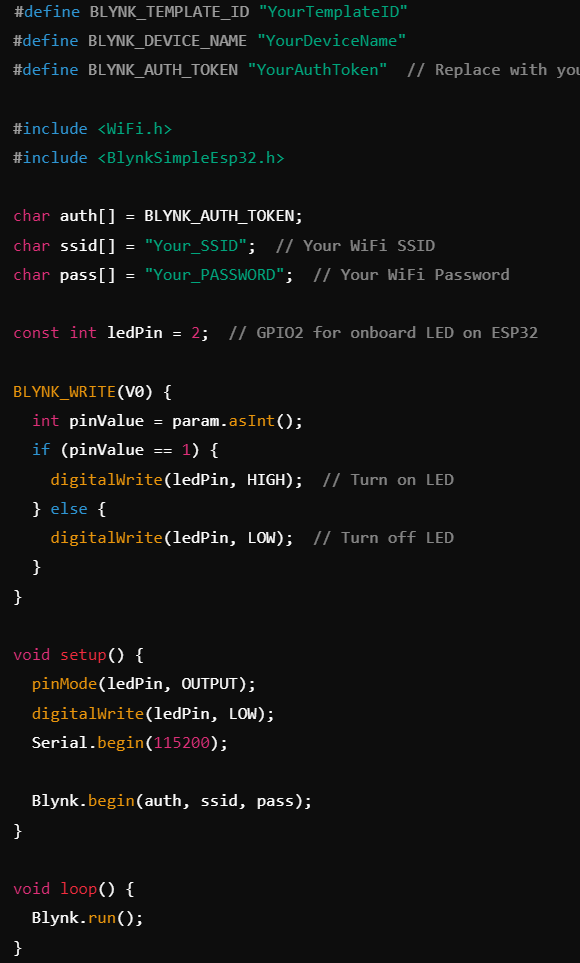 #define BLYNK_TEMPLATE_ID "YourTemplateID"
#define BLYNK_DEVICE_NAME "YourDeviceName"
#define BLYNK_AUTH_TOKEN "YourAuthToken"  // Replace with you
#include <WiFi.h>
#include <BlynkSimpleEsp32.h>
char auth[] = BLYNK_AUTH_TOKEN;
char ssid[] = "Your_SSID";  // Your WiFi SSID
char pass[] = "Your_PASSWORD";  // Your WiFi Password
const int ledPin = 2;  // GPIO2 for onboard LED on ESP32
BLYNK_WRITE(V0) {
  int pinValue = param.asInt();
  if (pinValue == 1) {
    digitalWrite(ledPin, HIGH);  // Turn on LED
  } else {
    digitalWrite(ledPin, LOW);  // Turn off LED
  }
}
void setup() {
  pinMode(ledPin, OUTPUT);
  digitalWrite(ledPin, LOW);
  Serial.begin(115200);
  Blynk.begin(auth, ssid, pass);
}
void loop() {
  Blynk.run();
}